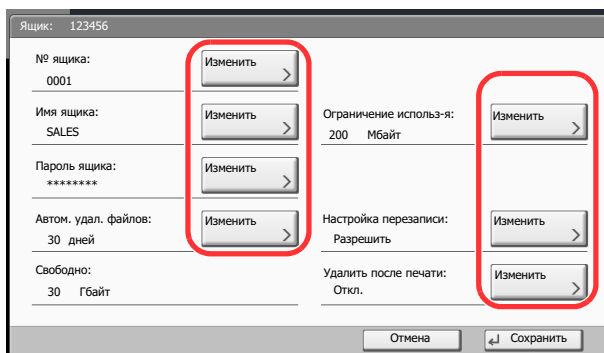 Ящик: 123456
№ ящика:
0001
Изменить
Имя ящика:
SALES
Изменить
Ограничение использ-я:
200 Мбайт
Изменить
Пароль ящика:
********
Изменить
Автом. удал. файлов:
30 дней
Изменить
Настройка перезаписи:
Разрешить
Изменить
Свободно:
30 Гбайт
Удалить после печати:
Откл.
Изменить
Отмена
Сохранить